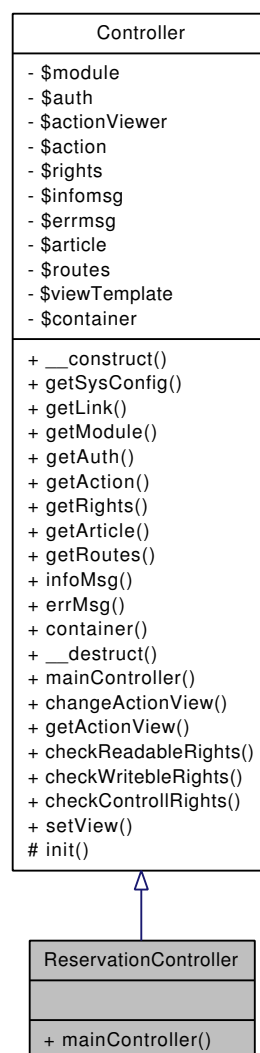 Controller
- $module
- $auth
- $actionViewer
- $action
- $rights
- $infomsg
- $errmsg
- $article
- $routes
- $viewTemplate
- $container
+ __construct()
+ getSysConfig()
+ getLink()
+ getModule()
+ getAuth()
+ getAction()
+ getRights()
+ getArticle()
+ getRoutes()
+ infoMsg()
+ errMsg()
+ container()
+ __destruct()
+ mainController()
+ changeActionView()
+ getActionView()
+ checkReadableRights()
+ checkWritebleRights()
+ checkControllRights()
+ setView()
# init()
ReservationController
+ mainController()